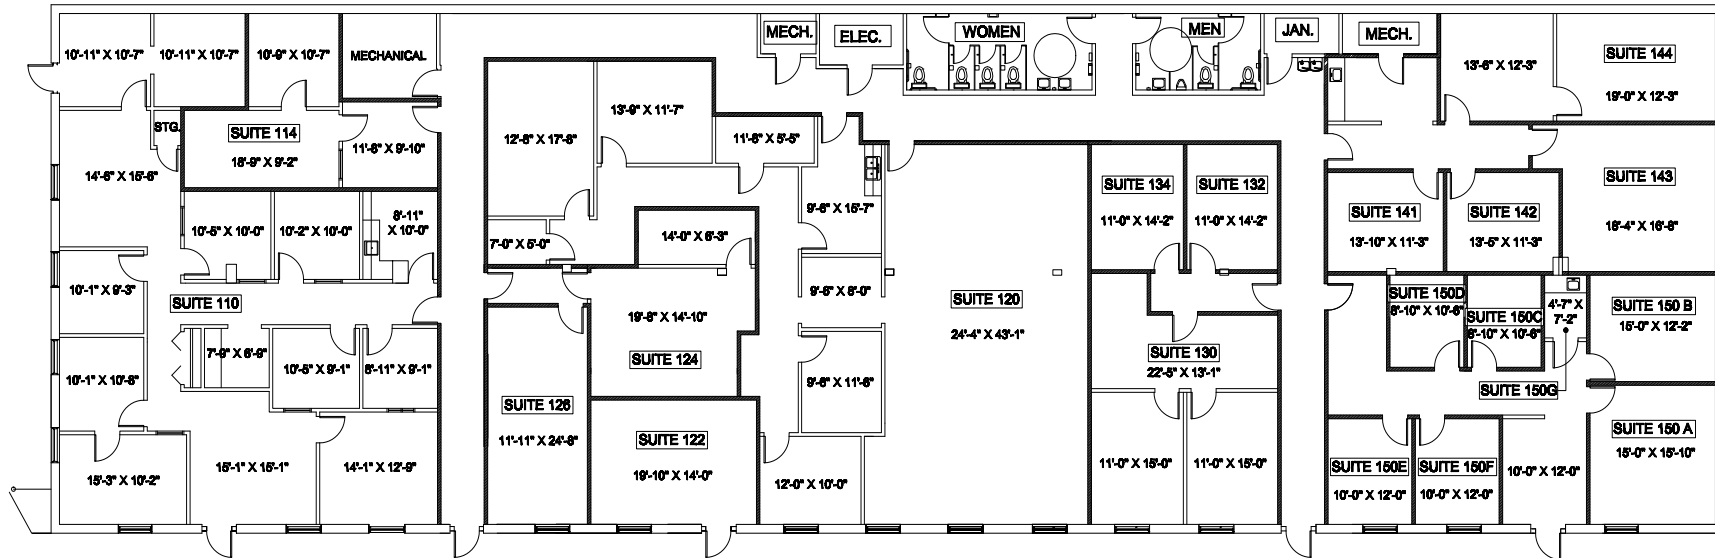 10'-11" X 10'-7"
10'-11" X 10'-7"
10'-9" X 10'-7"
MECHANICAL
STG.
SUITE 114
18'-9" X 9'-2"
11'-6" X 9'-10"
14'-6" X 15'-6"
10'-5" X 10'-0"
10'-2" X 10'-0"
8'-11"
X 10'-0"
10'-1" X 9'-3"
SUITE 110
7'-9" X 6'-9"
10'-5" X 9'-1"
8'-11" X 9'-1"
10'-1" X 10'-8"
15'-3" X 10'-2"
15'-1" X 15'-1"
14'-1" X 12'-9"
12'-8" X 17'-8"
13'-9" X 11'-7"
11'-8" X 5'-5"
7'-0" X 5'-0"
14'-0" X 6'-3"
9'-6" X 15'-7"
9'-6" X 8'-0"
19'-8" X 14'-10"
SUITE 124
9'-6" X 11'-6"
SUITE 126
11'-11" X 24'-8"
SUITE 122
19'-10" X 14'-0"
12'-0" X 10'-0"
MECH.
ELEC.
WOMEN
MEN
JAN.
MECH.
SUITE 120
24'-4" X 43'-1"
SUITE 134
11'-0" X 14'-2"
SUITE 132
11'-0" X 14'-2"
SUITE 130
22'-5" X 13'-1"
11'-0" X 15'-0"
11'-0" X 15'-0"
13'-6" X 12'-3"
SUITE 144
19'-0" X 12'-3"
SUITE 143
18'-4" X 16'-8"
SUITE 141
13'-10" X 11'-3"
SUITE 142
13'-5" X 11'-3"
SUITE 150D
8'-10" X 10'-6"
SUITE 150C
8'-10" X 10'-6"
4'-7" X
7'-2"
SUITE 150 B
15'-0" X 12'-2"
SUITE 150G
SUITE 150 A
15'-0" X 15'-10"
SUITE 150E
10'-0" X 12'-0"
SUITE 150F
10'-0" X 12'-0"
10'-0" X 12'-0"